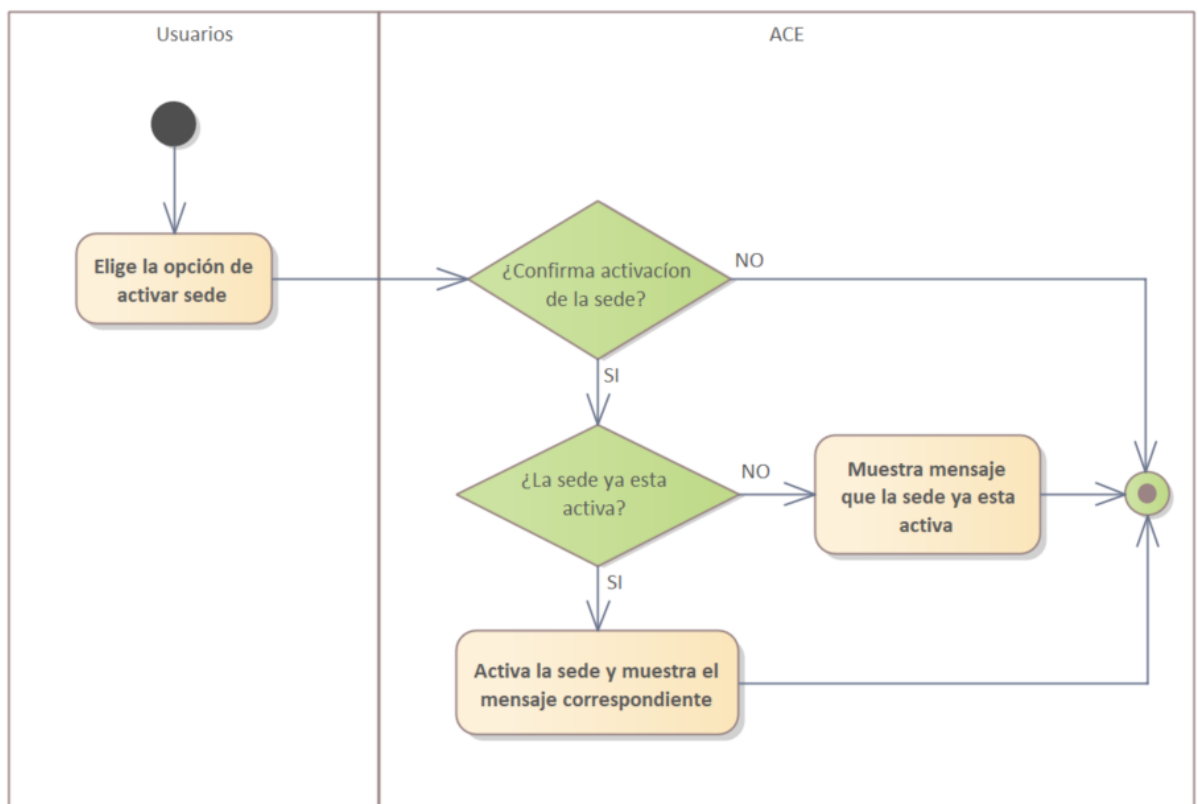 Usuarios
ACE
Elige la opción de
activar sede
¿Confirma activacíon
de la sede?
NO
SI
¿La sede ya esta
activa?
NO
Muestra mensaje
que la sede ya esta
activa
SI
Activa la sede y muestra el
mensaje correspondiente